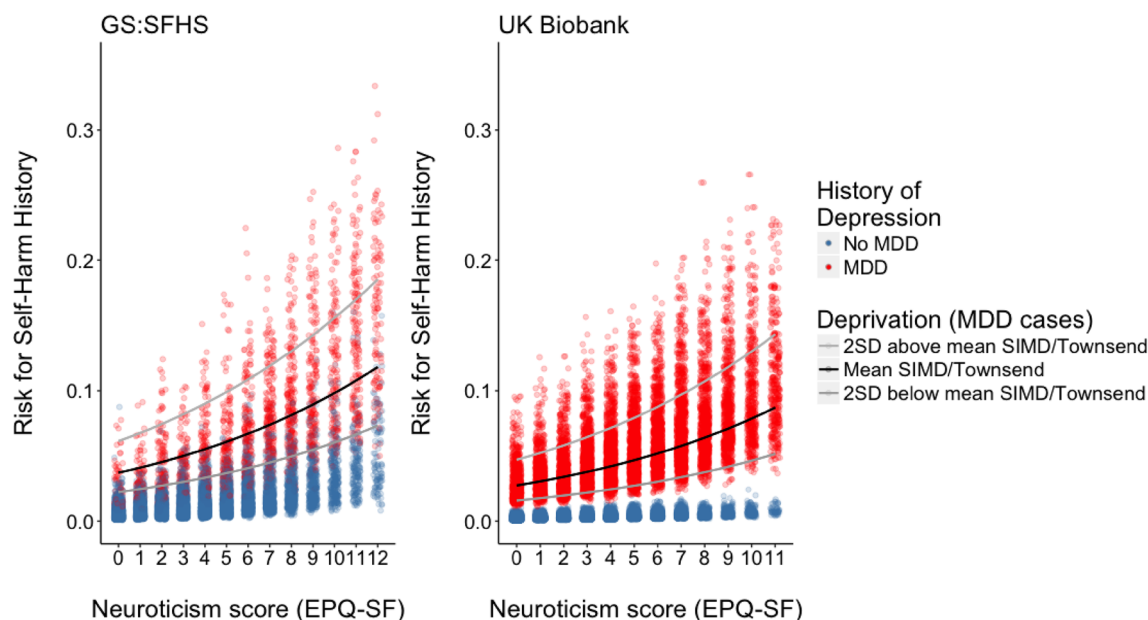 GS:SFHS
UK Biobank
Risk for Self-Harm History
0.3
0.2
0.1
0.0
0 1 2 3 4 5 6 7 8 9 10 11 12
Neuroticism score (EPQ-SF)
Risk for Self-Harm History
0.3
0.2
0.1
0.0
0 1 2 3 4 5 6 7 8 9 10 11
Neuroticism score (EPQ-SF)
History of
Depression
No MDD
MDD
Deprivation (MDD cases)
2SD above mean SIMD/Townsend
Mean SIMD/Townsend
2SD below mean SIMD/Townsend